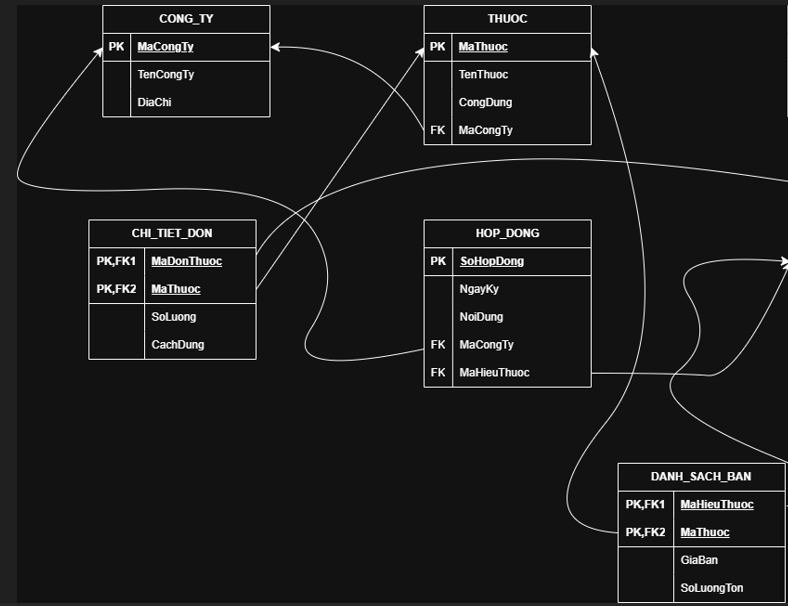 CONG_TY
PK MaCongTy
TenCongTy
DiaChi
THUOC
PK MaThuoc
TenThuoc
CongDung
FK MaCongTy
CHI_TIET_DON
PK,FK1 MaDonThuoc
PK,FK2 MaThuoc
SoLuong
CachDung
HOP_DONG
PK SoHopDong
NgayKy
NoiDung
FK MaCongTy
FK MaHieuThuoc
DANH_SACH_BAN
PK,FK1 MaHieuThuoc
PK,FK2 MaThuoc
GiaBan
SoLuongTon